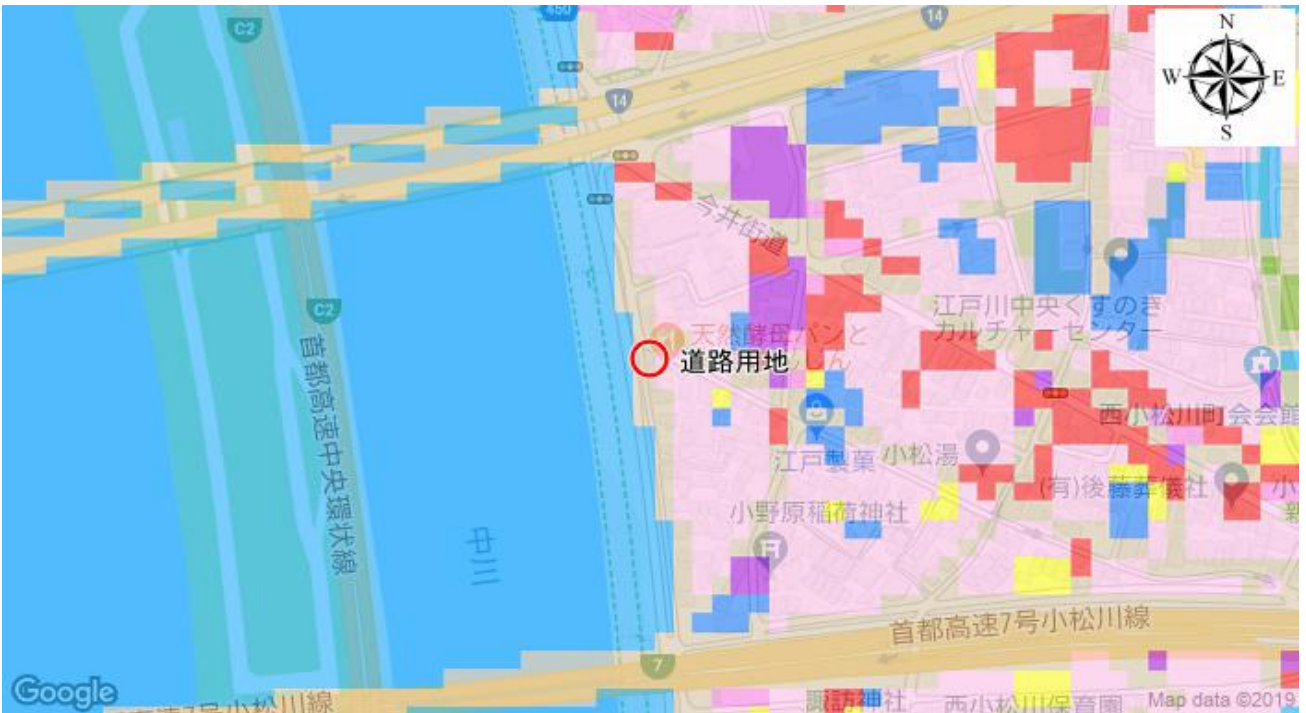 C2
450
14
N
W
E
S
14
今井街道
C2
首都高速中央環状線
江戸川中央くすのき
カルチャーセンター
天然酵母パンと
道路用地
西小松川町会会館
江戸製菓
小松湯
(有)後藤葬儀社
小野原稲荷神社
中川
首都高速7号小松川線
7
Google
諏訪神社
西小松川保育園
Map data ©2019